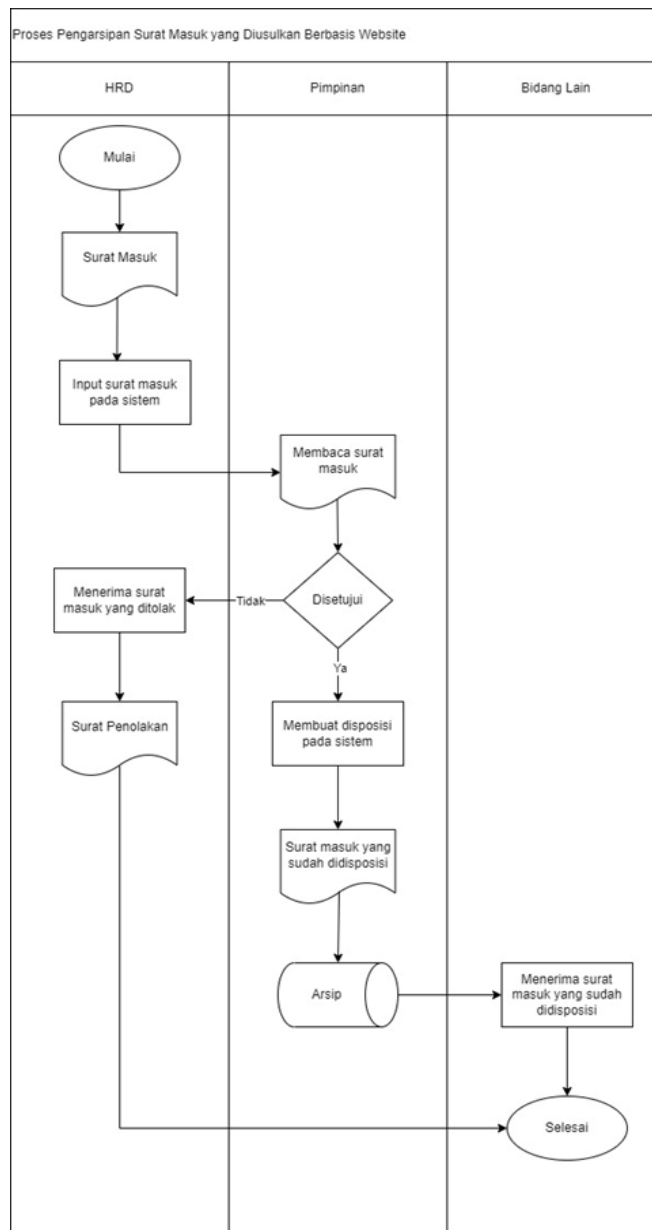 Proses Pengarsipan Surat Masuk yang Diusulkan Berbasis Website
HRD
Pimpinan
Bidang Lain
Mulai
Surat Masuk
Input surat masuk
pada sistem
Membaca surat
masuk
Disetujui
Tidak
Menerima surat
masuk yang ditolak
Ya
Surat Penolakan
Membuat disposisi
pada sistem
Surat masuk yang
sudah didisposisi
Arsip
Menerima surat
masuk yang sudah
didisposisi
Selesai